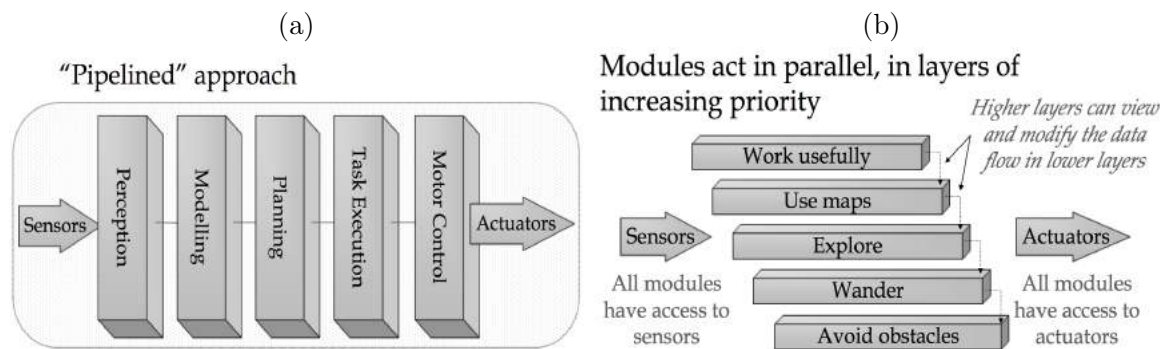 (a)
"Pipelined" approach
Sensors
Perception
Modelling
Planning
Task Execution
Motor Control
Actuators
(b)
Modules act in parallel, in layers of
increasing priority
Higher layers can view
and modify the data
flow in lower layers
Work usefully
Use maps
Explore
Wander
Avoid obstacles
Sensors
All modules
have access to
sensors
Actuators
All modules
have access to
actuators